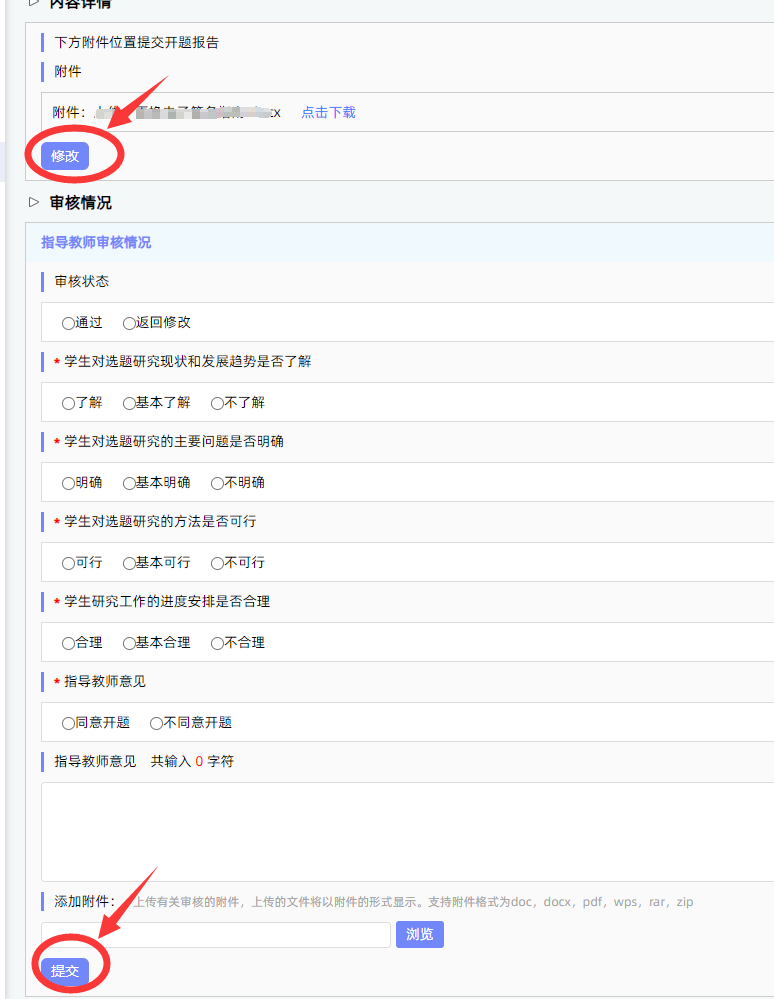 内容详情
下方附件位置提交开题报告
附件
附件： 点击下载
修改
审核情况
指导教师审核情况
审核状态
通过 返回修改
* 学生对选题研究现状和发展趋势是否了解
了解 基本了解 不了解
* 学生对选题研究的主要问题是否明确
明确 基本明确 不明确
* 学生对选题研究的方法是否可行
可行 基本可行 不可行
* 学生研究工作的进度安排是否合理
合理 基本合理 不合理
* 指导教师意见
同意开题 不同意开题
指导教师意见 共输入 0 字符
添加附件： 上传有关审核的附件，上传的文件将以附件的形式显示。支持附件格式为doc，docx，pdf，wps，rar，zip
浏览
提交